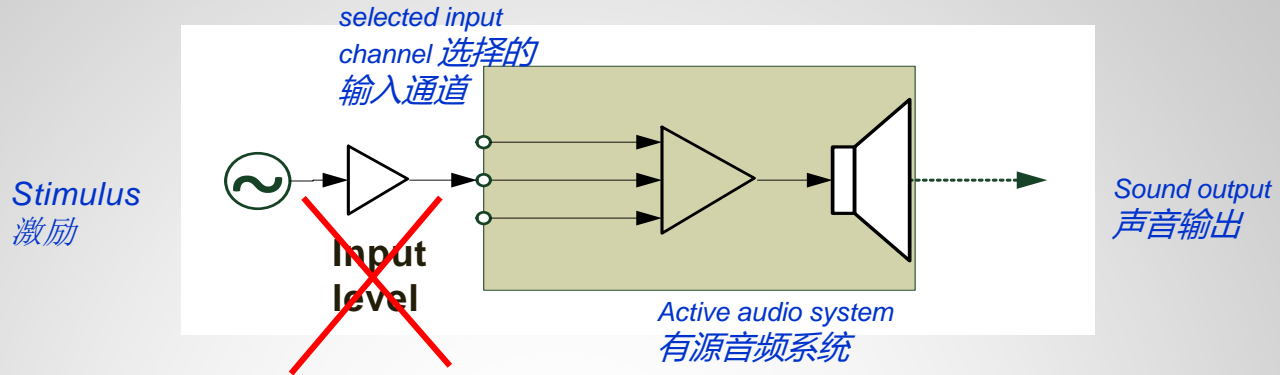 selected input
channel 选择的
输入通道
Stimulus
激励
Input
level
Sound output
声音输出
Active audio system
有源音频系统